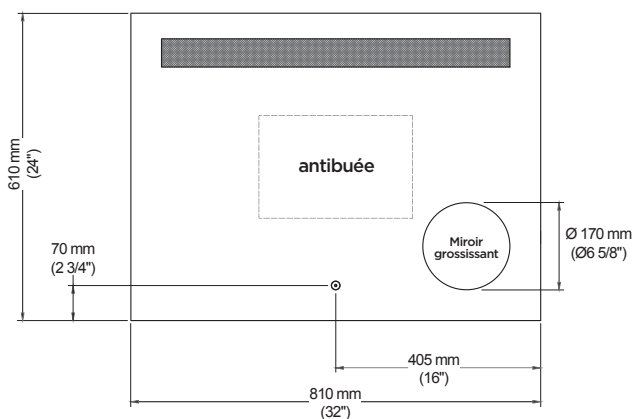 610 mm
(24")
antibuée
Miroir
grossissant
Ø 170 mm
(Ø6 5/8")
70 mm
(2 3/4")
405 mm
(16")
810 mm
(32")